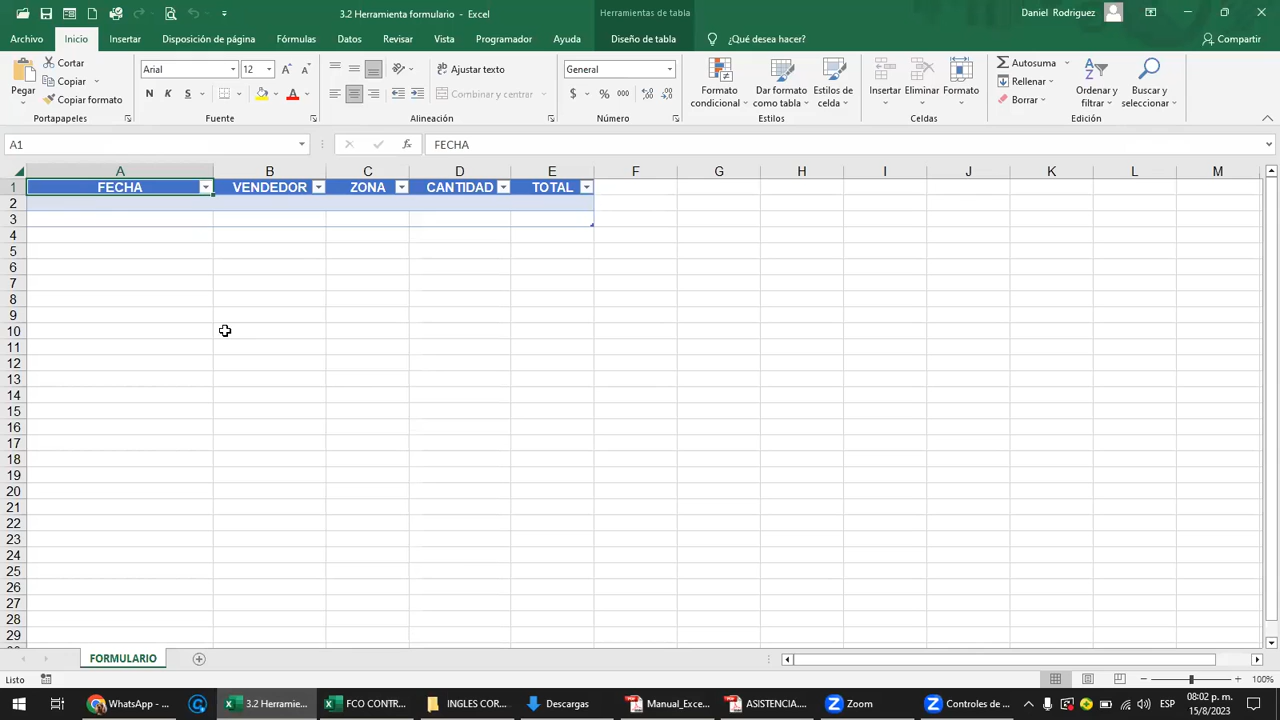 3.2 Herramienta formulario - Excel
Herramientas de tabla
Daniel Rodriguez
Archivo Inicio Insertar Disposición de página Fórmulas Datos Revisar Vista Programador Ayuda Diseño de tabla ¿Qué desea hacer? Compartir
Pegar
Cortar
Copiar
Copiar formato
Portapapeles
Arial 12
N K S
Fuente
Ajustar texto
Combinar y centrar
Alineación
General
$ % 000
Número
Formato condicional
Dar formato como tabla
Estilos de celda
Estilos
Insertar Eliminar Formato
Celdas
Autosuma
Rellenar
Borrar
Ordenar y filtrar
Buscar y seleccionar
Edición
A1 fx FECHA
A B C D E F G H I J K L M
1 FECHA VENDEDOR ZONA CANTIDAD TOTAL
2
3
4
5
6
7
8
9
10
11
12
13
14
15
16
17
18
19
20
21
22
23
24
25
26
27
28
29
FORMULARIO
Listo 100%
WhatsApp - ... 3.2 Herramie... FCO CONTR... INGLES COR... Descargas Manual_Exce... ASISTENCIA.... Zoom Controles de ... ESP 08:02 p. m.
15/8/2023